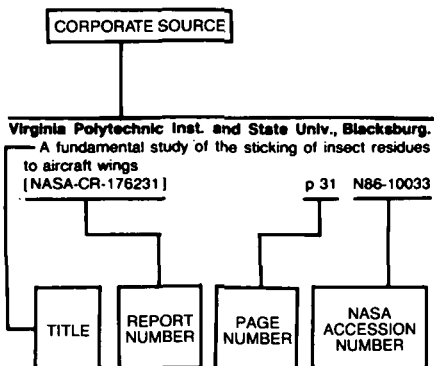 CORPORATE SOURCE
Virginia Polytechnic Inst. and State Univ., Blacksburg.
A fundamental study of the sticking of insect residues
to aircraft wings
[NASA-CR-176231] p 31 N86-10033
TITLE
REPORT
NUMBER
PAGE
NUMBER
NASA
ACCESSION
NUMBER